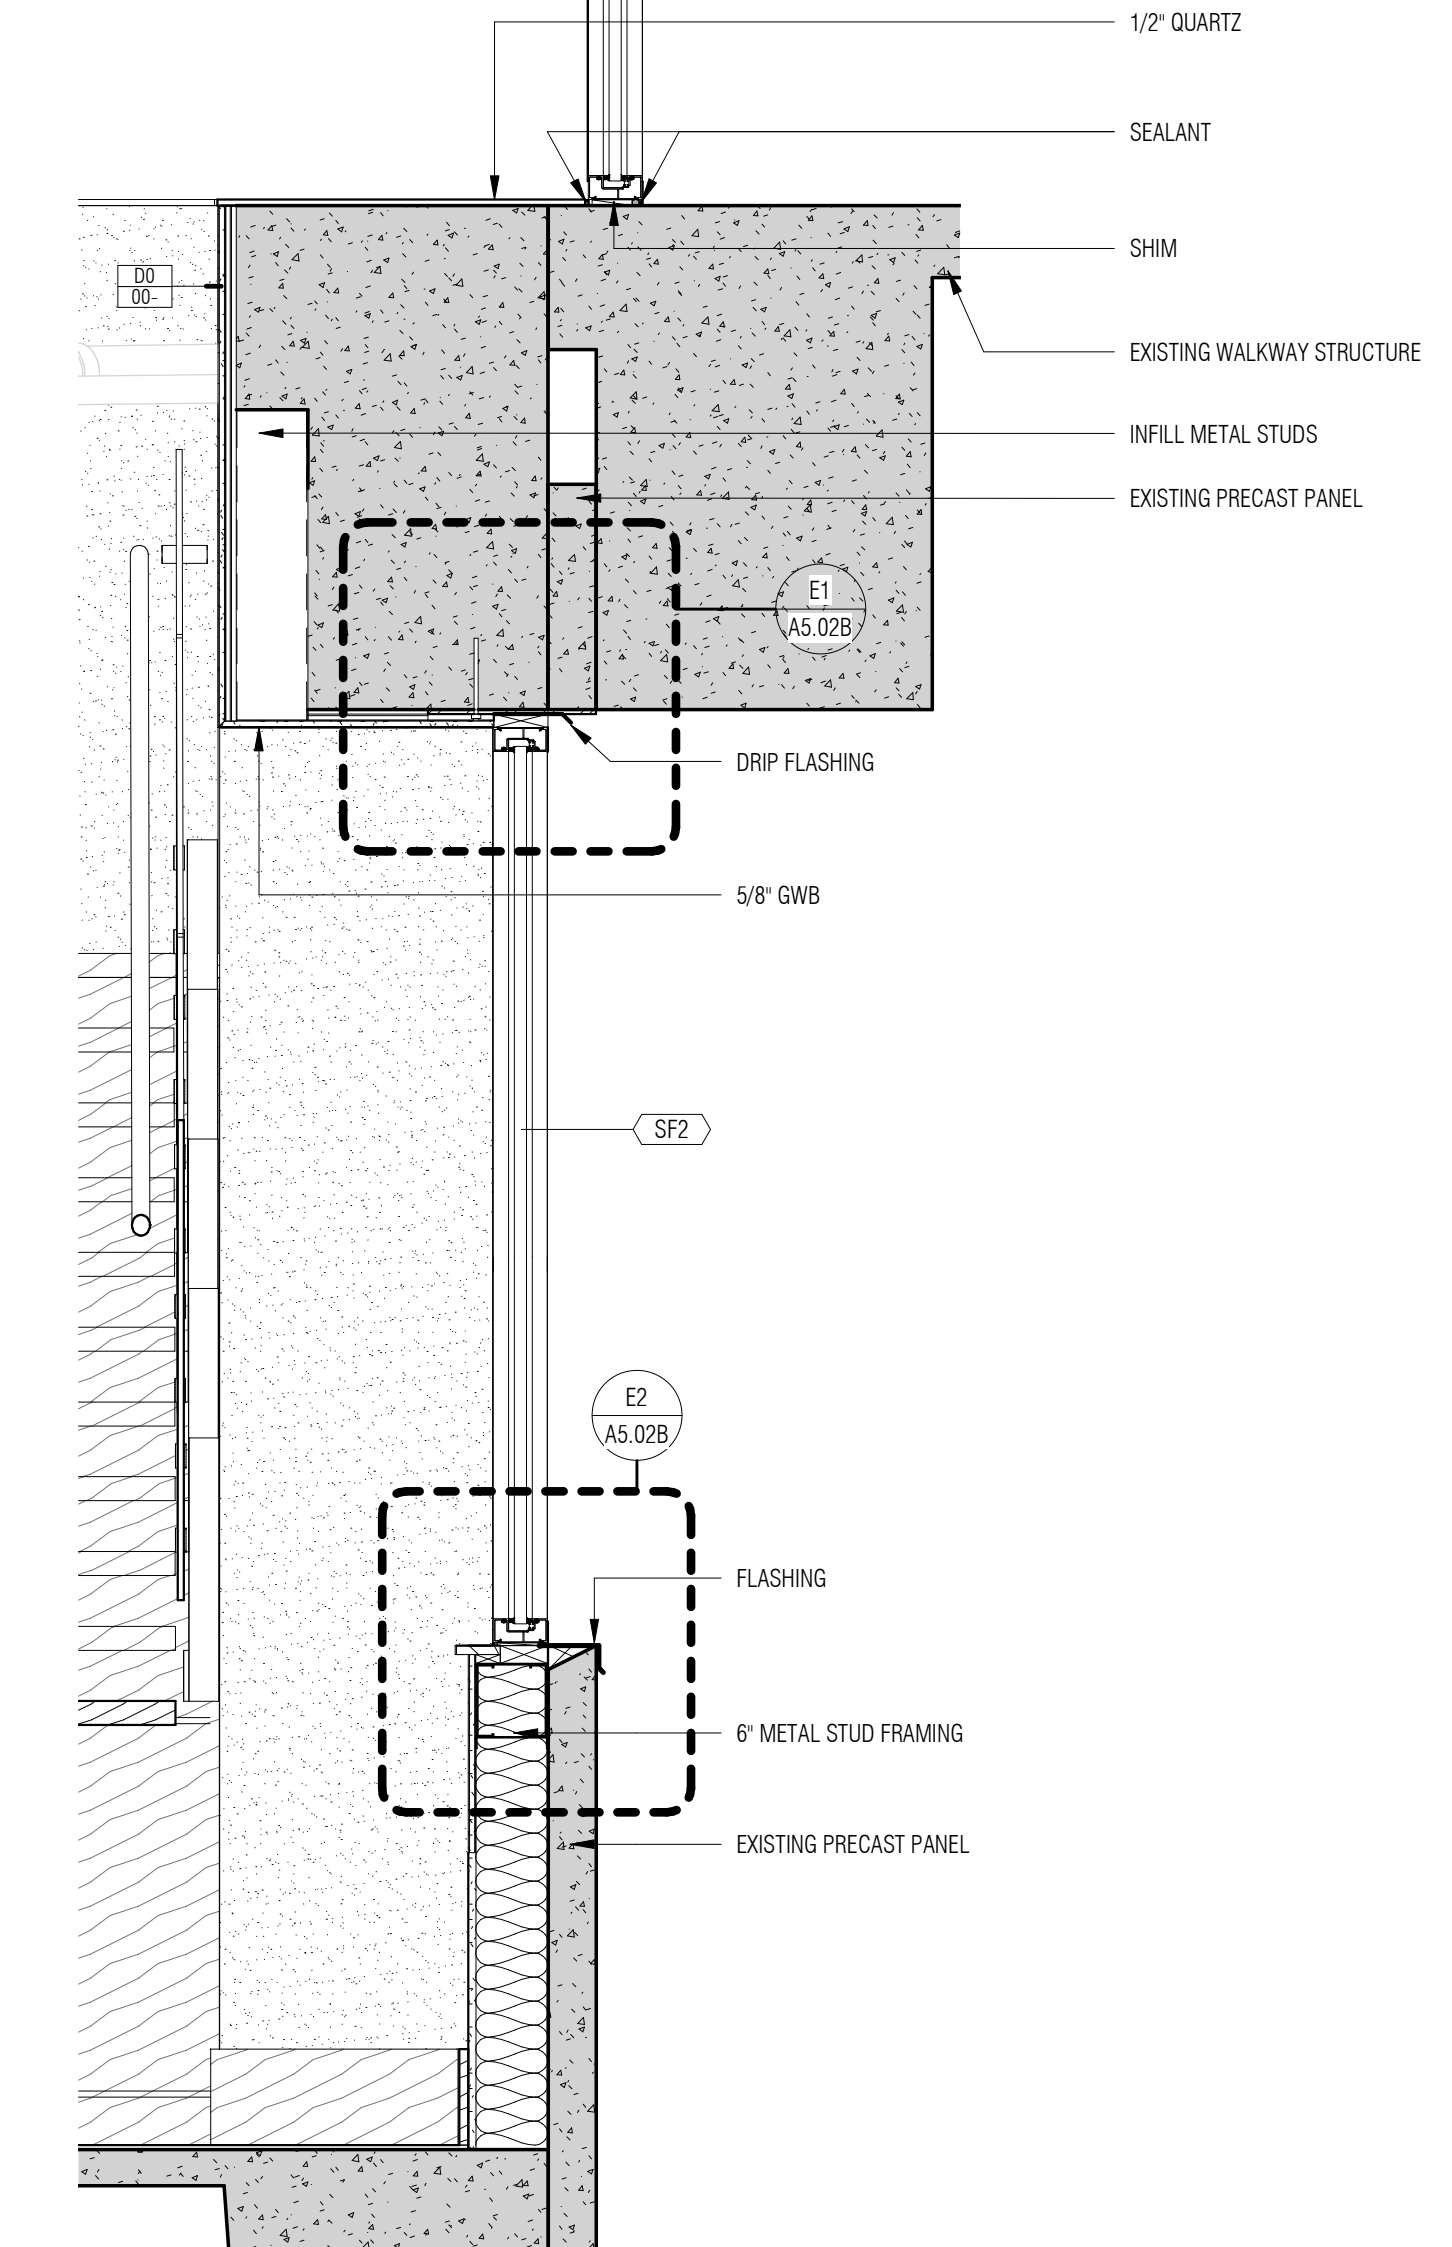 1/2" QUARTZ
SEALANT
SHIM
D0
00-
EXISTING WALKWAY STRUCTURE
INFILL METAL STUDS
EXISTING PRECAST PANEL
E1
A5.02B
DRIP FLASHING
5/8" GWB
SF2
E2
A5.02B
FLASHING
6" METAL STUD FRAMING
EXISTING PRECAST PANEL